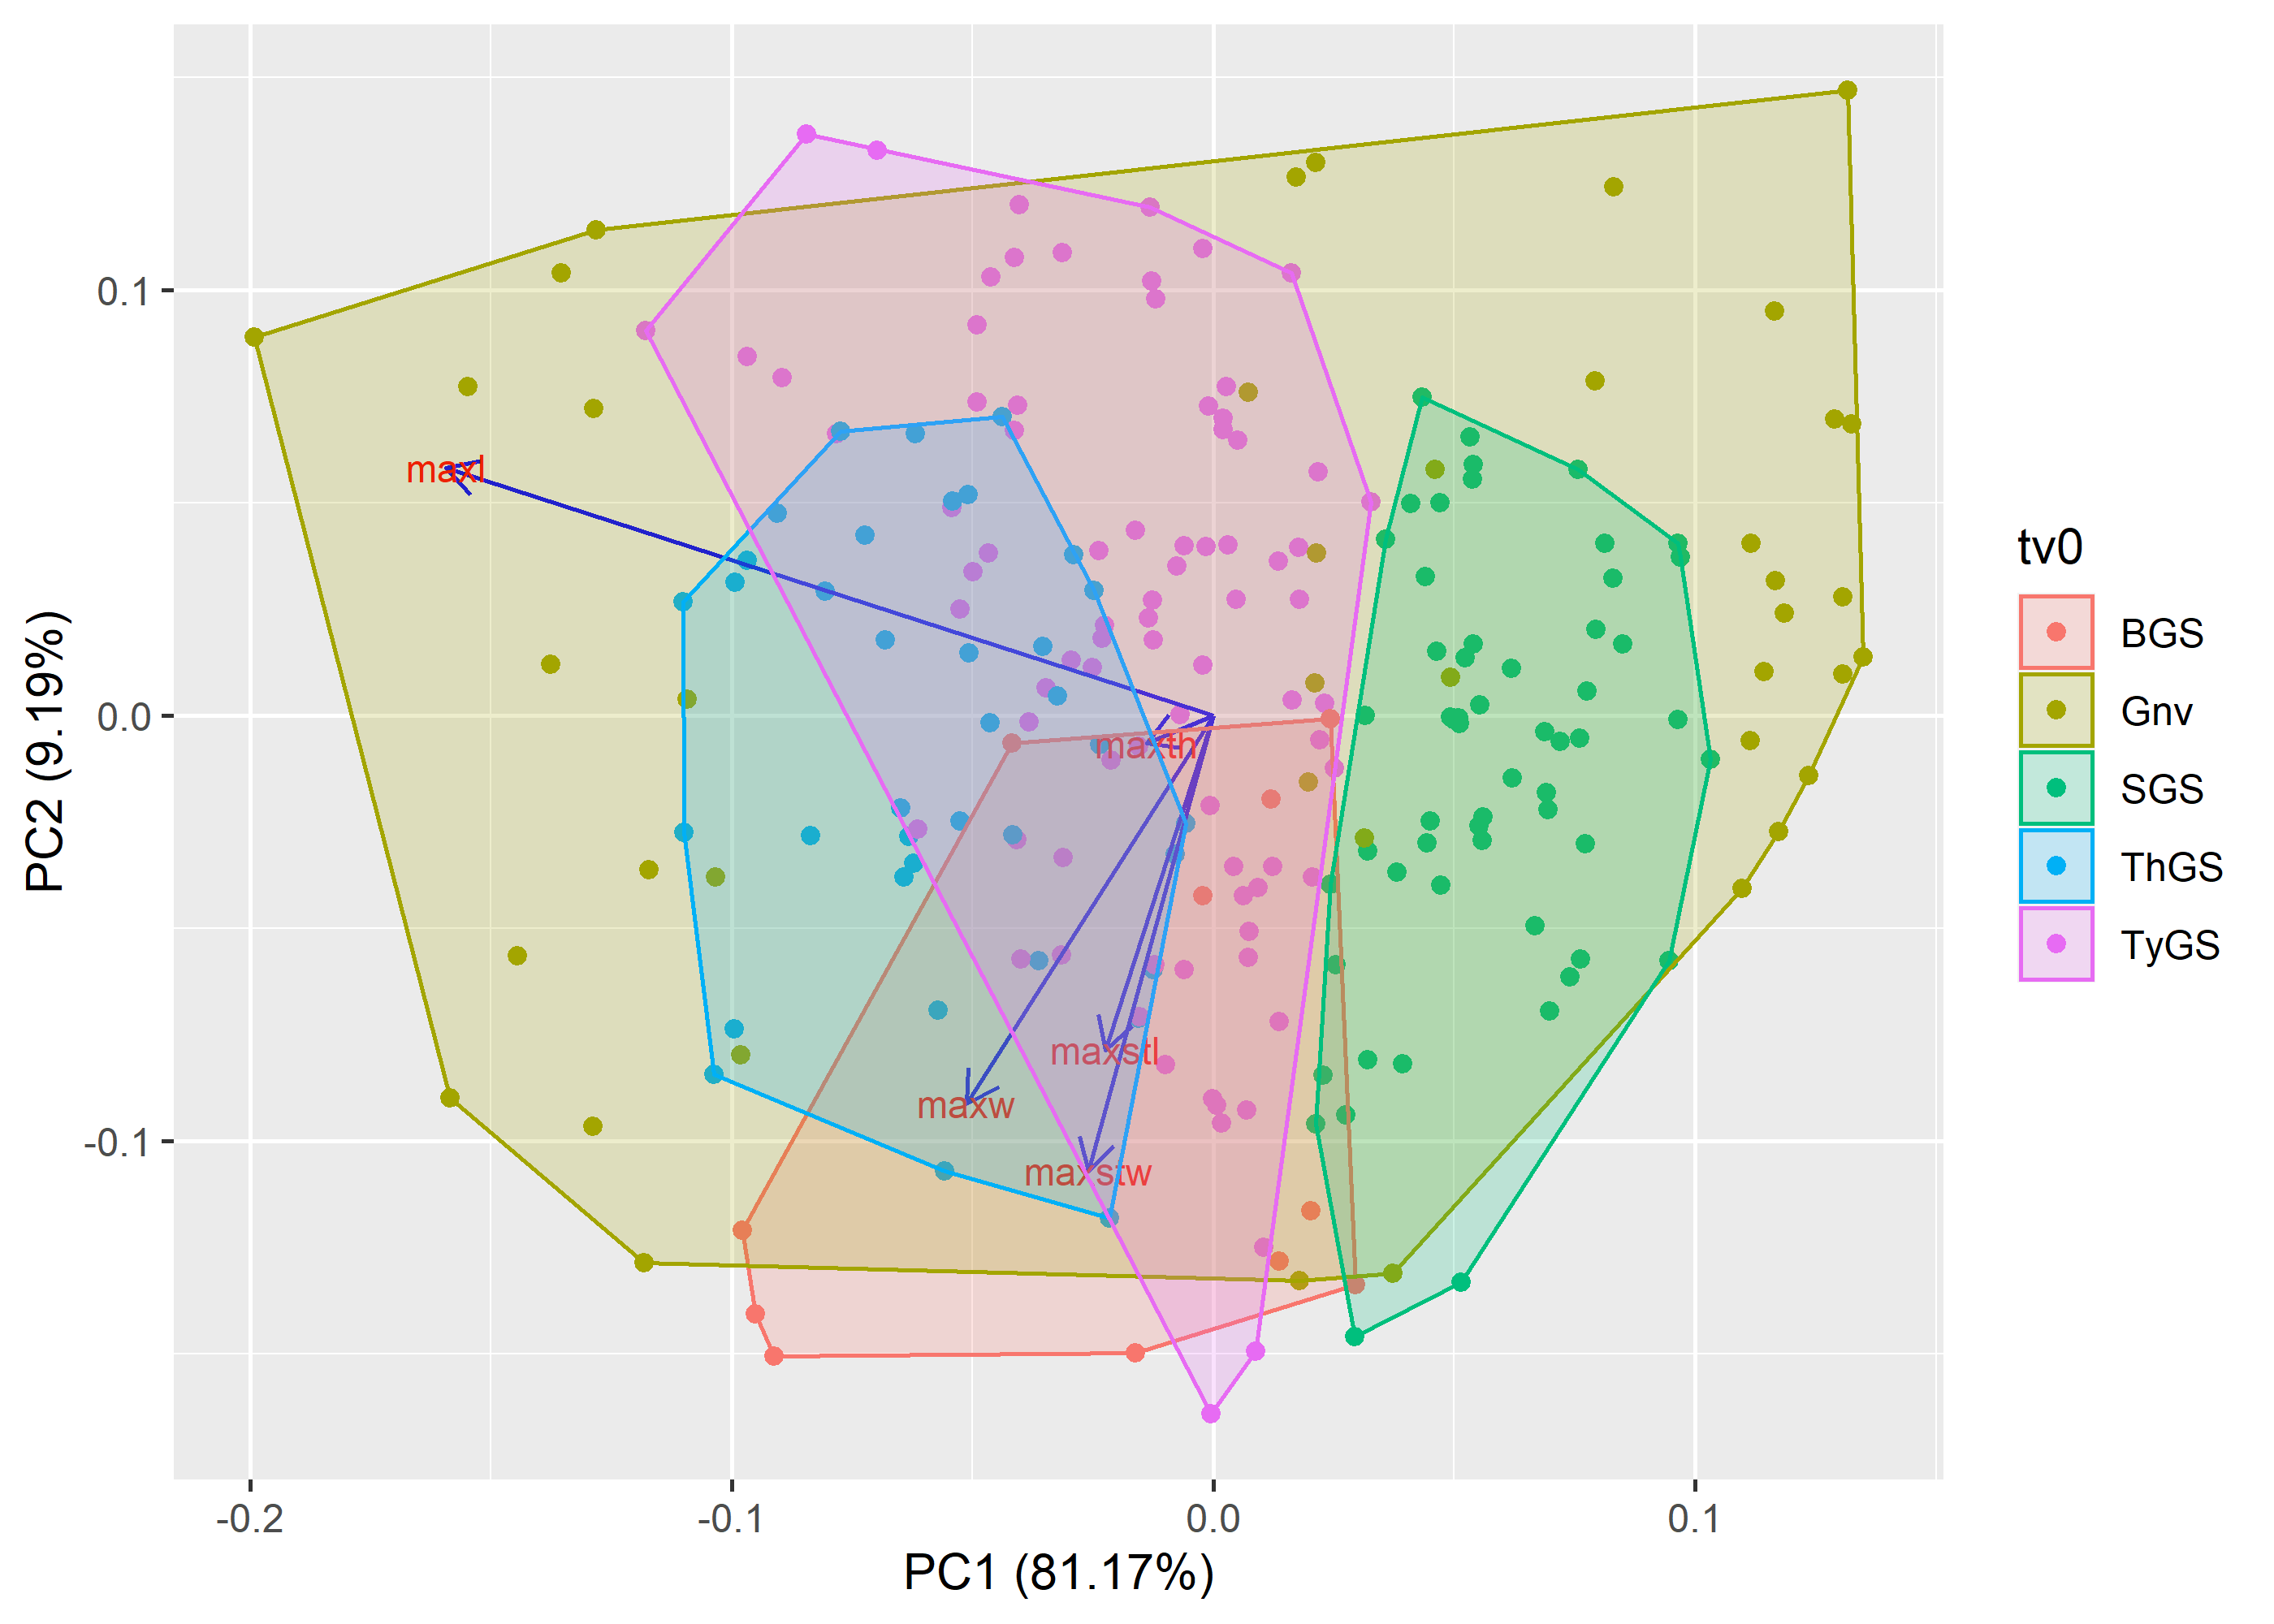 PC2 (9.19%)
0.1
0.0
-0.1
maxl
maxth
maxstl
maxw
maxstw
-0.2
-0.1
0.0
0.1
PC1 (81.17%)
tv0
BGS
Gnv
SGS
ThGS
TyGS